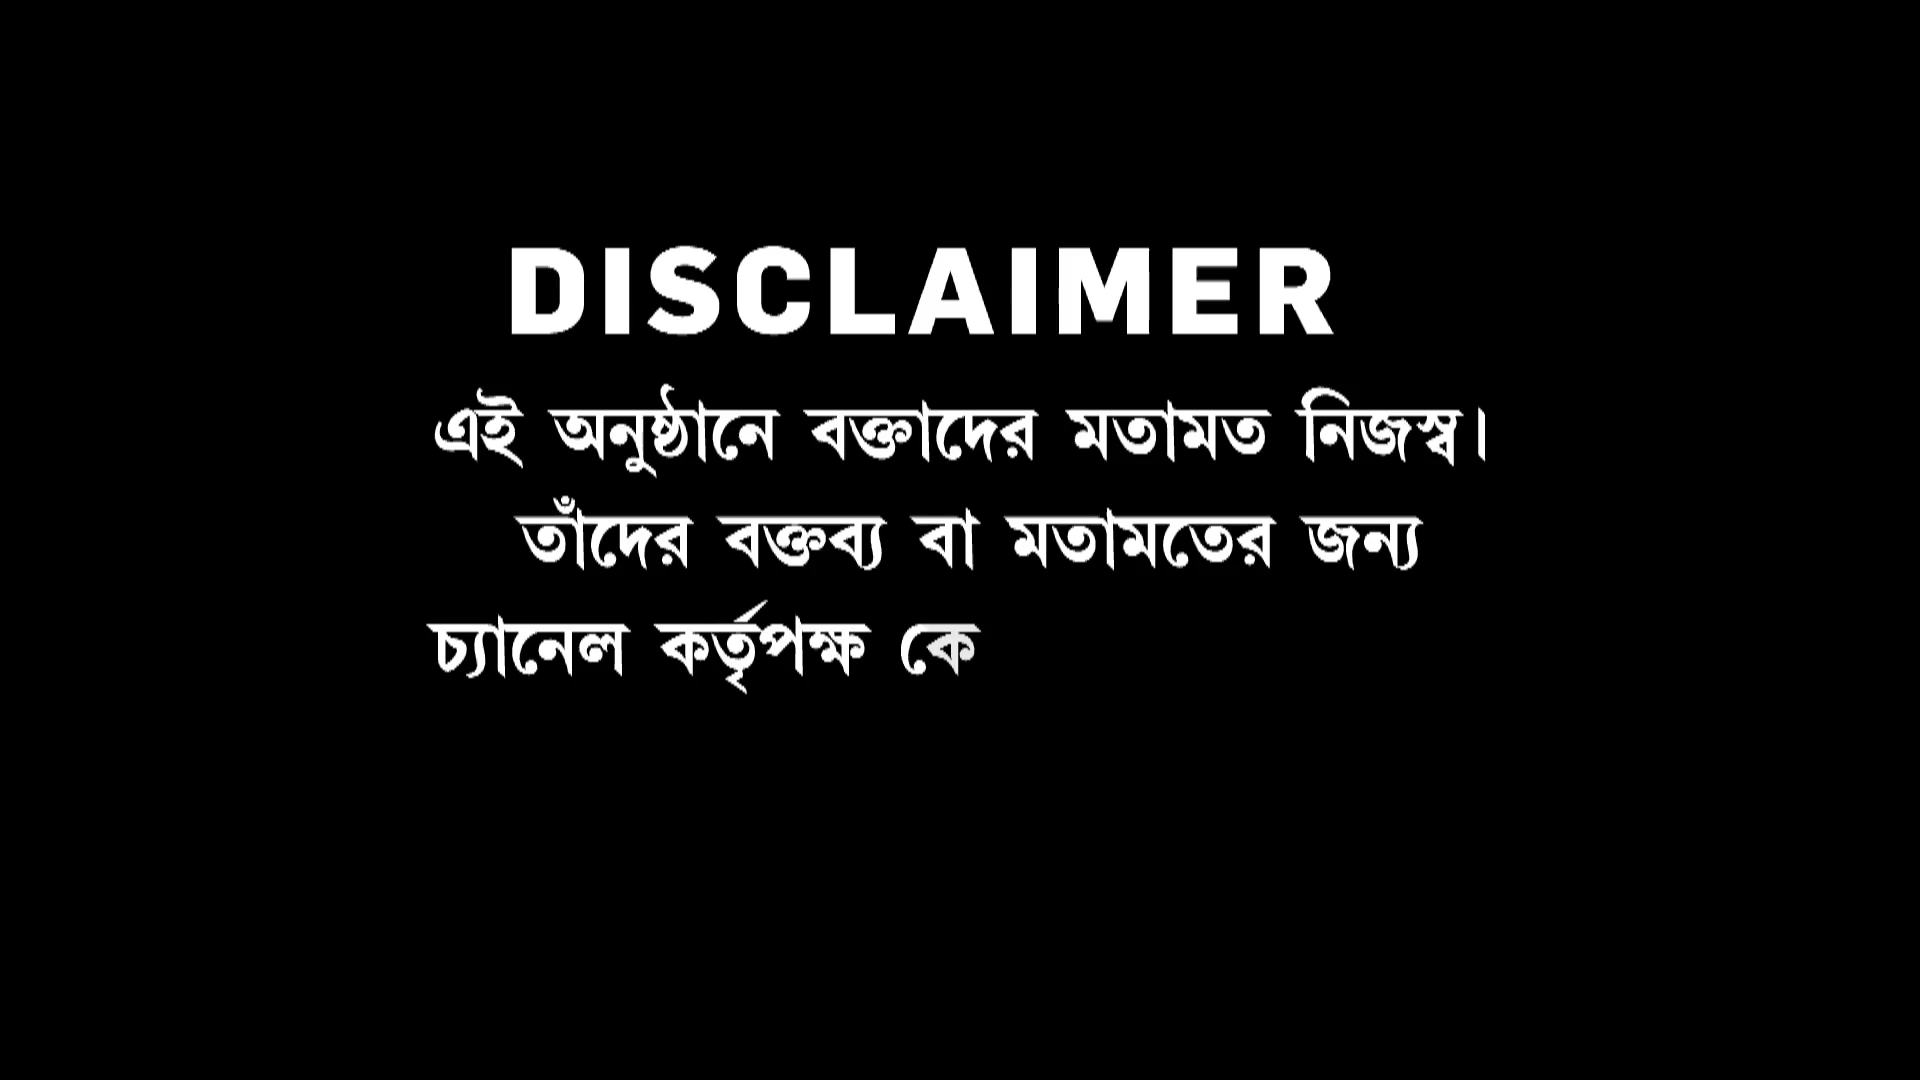 DISCLAIMER
এই অনুষ্ঠানে বক্তাদের মতামত নিজস্ব।
তাঁদের বক্তব্য বা মতামতের জন্য
চ্যানেল কর্তৃপক্ষ কে